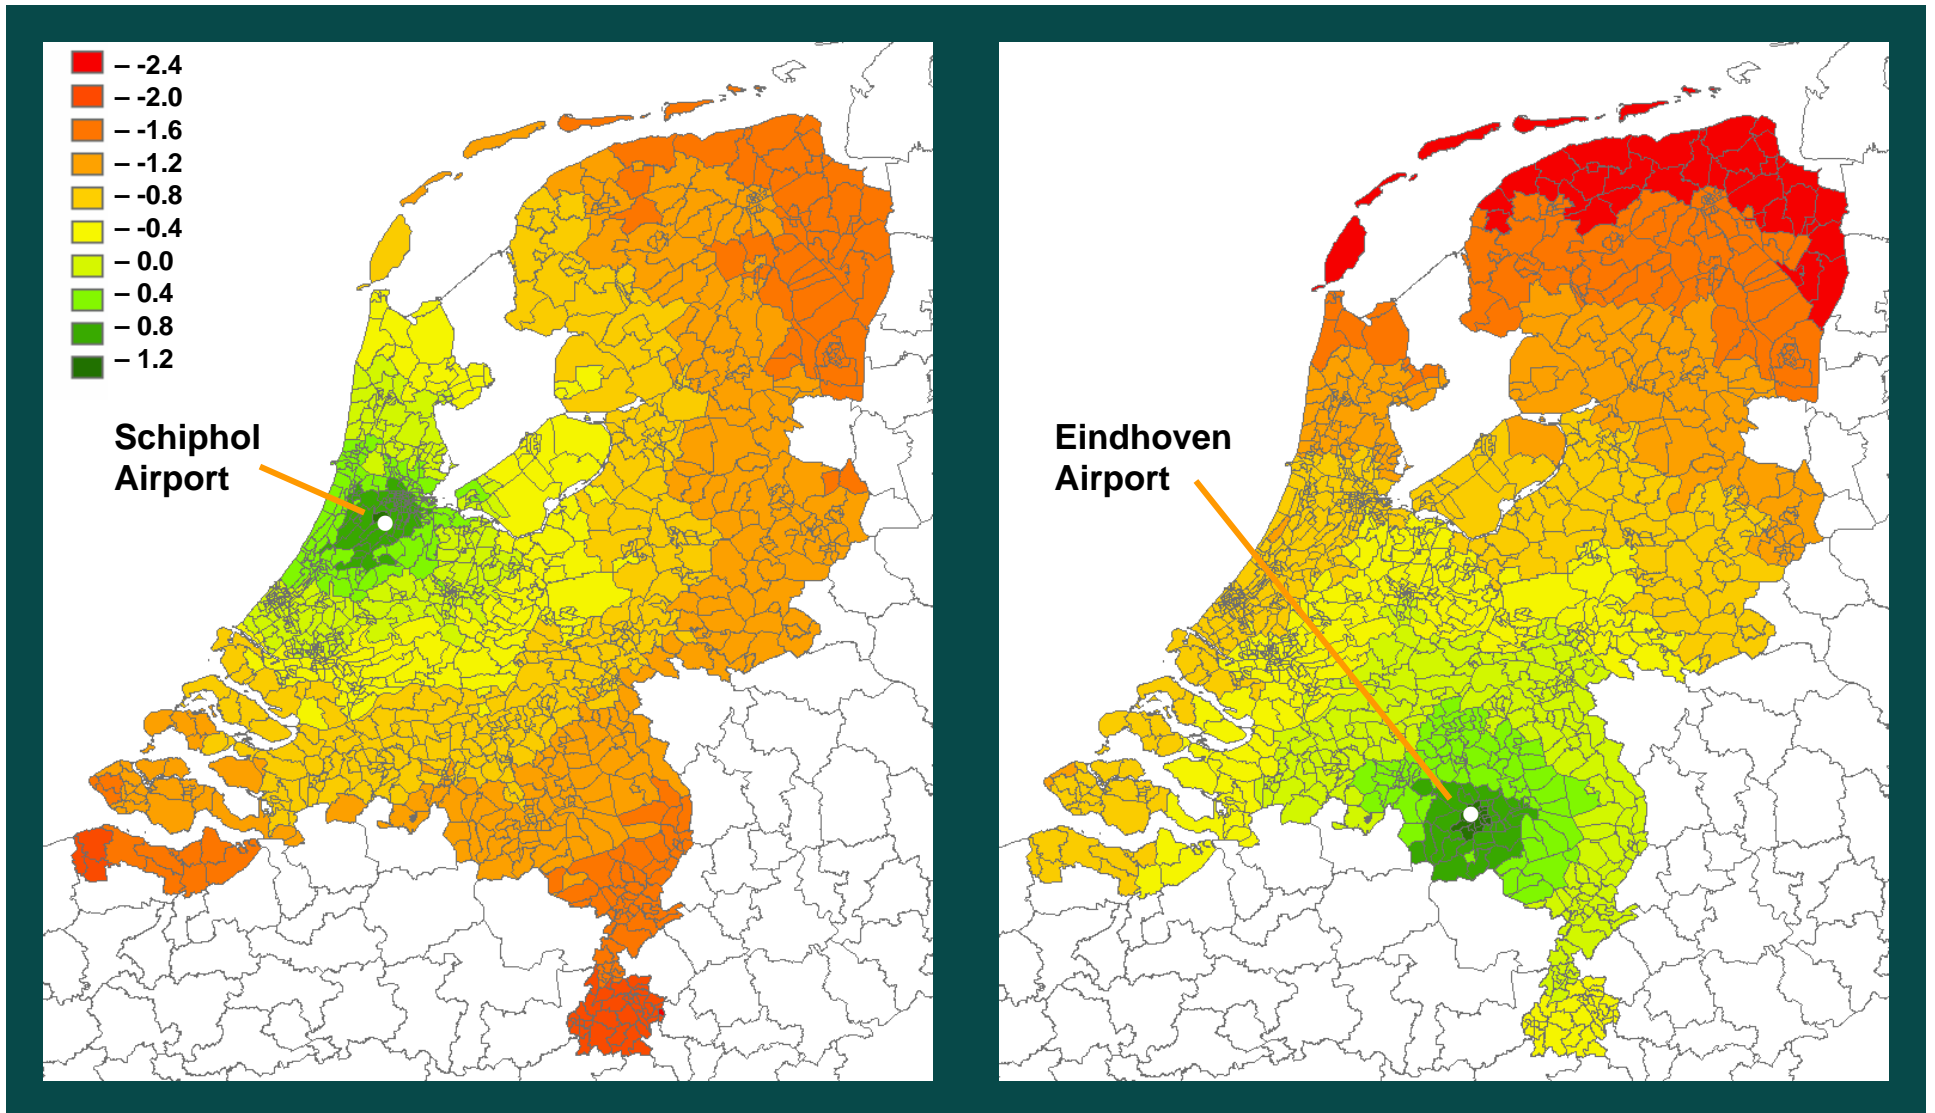 – -2.4
– -2.0
– -1.6
– -1.2
– -0.8
– -0.4
– 0.0
– 0.4
– 0.8
– 1.2
Schiphol
Airport
Eindhoven
Airport